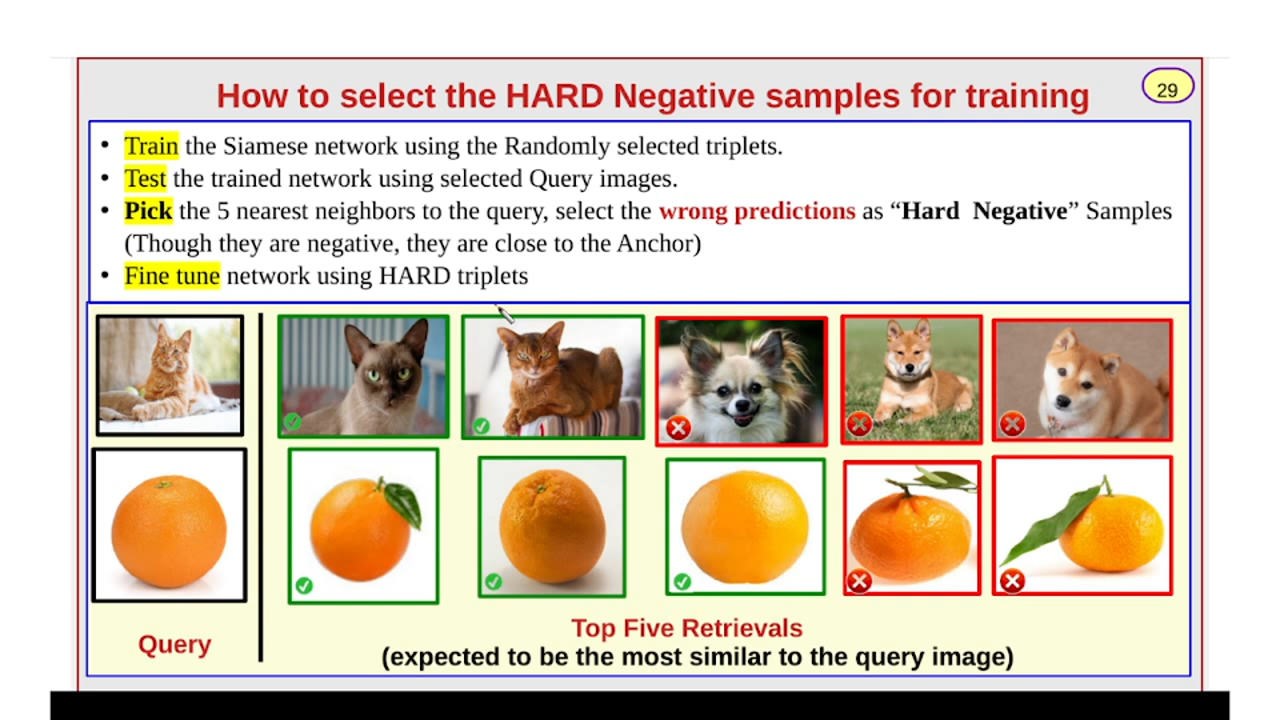 How to select the HARD Negative samples for training
29
• Train the Siamese network using the Randomly selected triplets.
• Test the trained network using selected Query images.
• Pick the 5 nearest neighbors to the query, select the wrong predictions as “Hard Negative” Samples
(Though they are negative, they are close to the Anchor)
• Fine tune network using HARD triplets
Query
Top Five Retrievals
(expected to be the most similar to the query image)